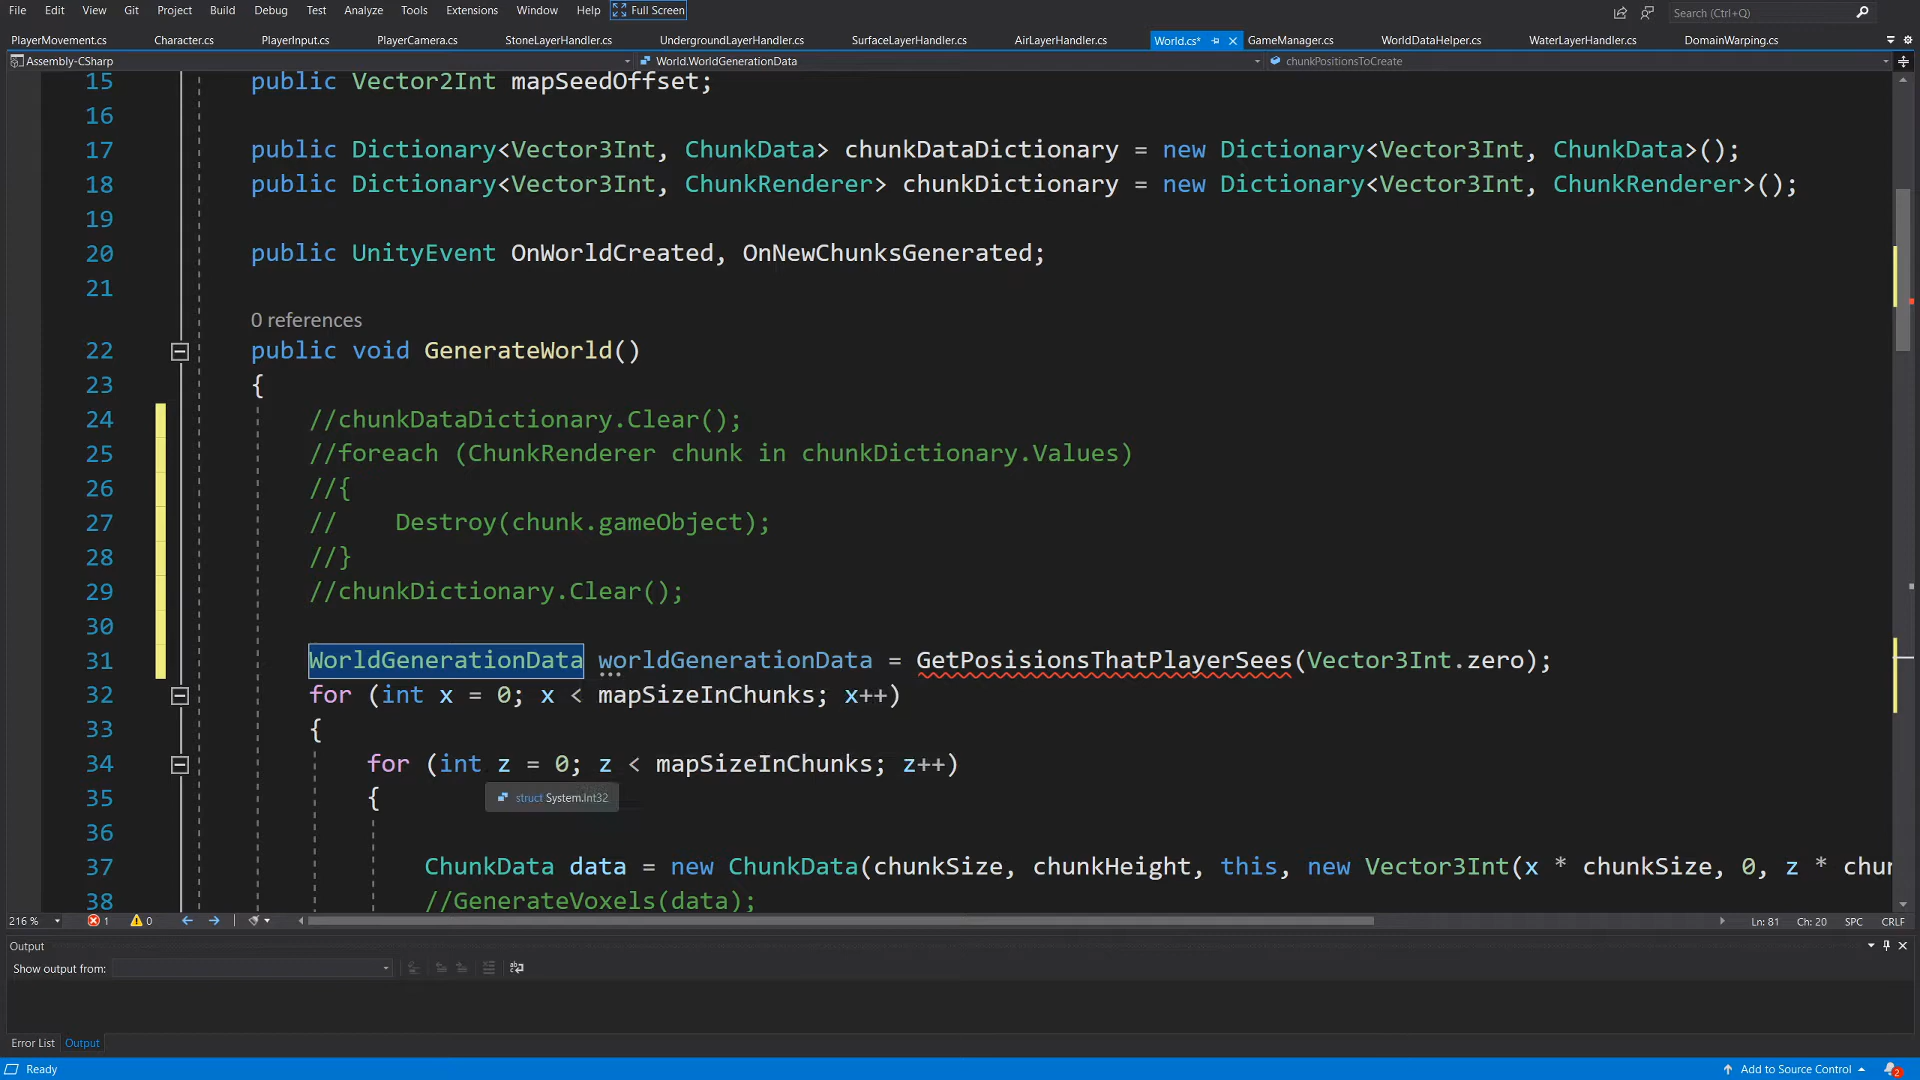 File Edit View Git Project Build Debug Test Analyze Tools Extensions Window Help Full Screen Search (Ctrl+Q)
PlayerMovement.cs Character.cs PlayerInput.cs PlayerCamera.cs StoneLayerHandler.cs UndergroundLayerHandler.cs SurfaceLayerHandler.cs AirLayerHandler.cs World.cs* GameManager.cs WorldDataHelper.cs WaterLayerHandler.cs DomainWarping.cs
Assembly-CSharp World.WorldGenerationData chunkPositionsToCreate
15 public Vector2Int mapSeedOffset;
16
17 public Dictionary<Vector3Int, ChunkData> chunkDataDictionary = new Dictionary<Vector3Int, ChunkData>();
18 public Dictionary<Vector3Int, ChunkRenderer> chunkDictionary = new Dictionary<Vector3Int, ChunkRenderer>();
19
20 public UnityEvent OnWorldCreated, OnNewChunksGenerated;
21
0 references
22 public void GenerateWorld()
23 {
24 //chunkDataDictionary.Clear();
25 //foreach (ChunkRenderer chunk in chunkDictionary.Values)
26 //{
27 // Destroy(chunk.gameObject);
28 //}
29 //chunkDictionary.Clear();
30
31 WorldGenerationData worldGenerationData = GetPosisionsThatPlayerSees(Vector3Int.zero);
32 for (int x = 0; x < mapSizeInChunks; x++)
33 {
34 for (int z = 0; z < mapSizeInChunks; z++)
35 {
struct System.Int32
36
37 ChunkData data = new ChunkData(chunkSize, chunkHeight, this, new Vector3Int(x * chunkSize, 0, z * chun
38 //GenerateVoxels(data);
216 % 1 0 Ln: 81 Ch: 20 SPC CRLF
Output
Show output from:
Error List Output
Ready Add to Source Control 2